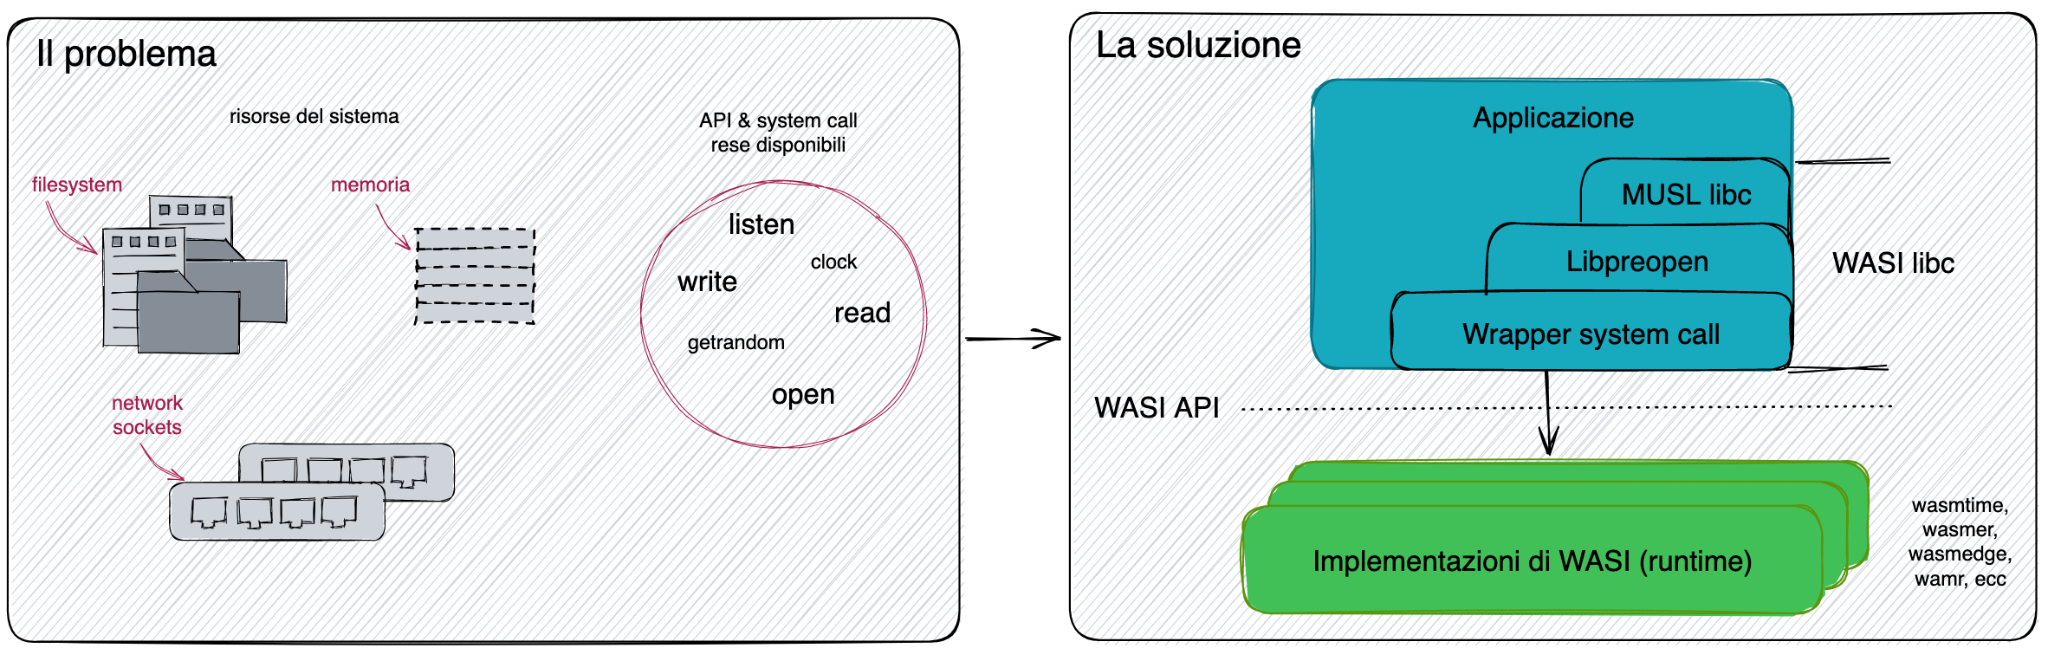 Il problema
risorse del sistema
API & system call
rese disponibili
filesystem
memoria
listen
clock
write
read
getrandom
open
network
sockets
La soluzione
Applicazione
MUSL libc
Libpreopen
WASI libc
Wrapper system call
WASI API
Implementazioni di WASI (runtime)
wasmtime,
wasmer,
wasmedge,
wamr, ecc